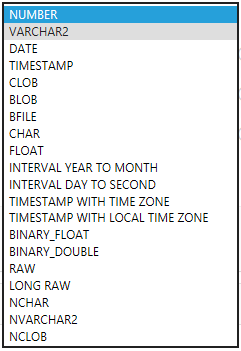 NUMBER
VARCHAR2
DATE
TIMESTAMP
CLOB
BLOB
BFILE
CHAR
FLOAT
INTERVAL YEAR TO MONTH
INTERVAL DAY TO SECOND
TIMESTAMP WITH TIME ZONE
TIMESTAMP WITH LOCAL TIME ZONE
BINARY_FLOAT
BINARY_DOUBLE
RAW
LONG RAW
NCHAR
NVARCHAR2
NCLOB